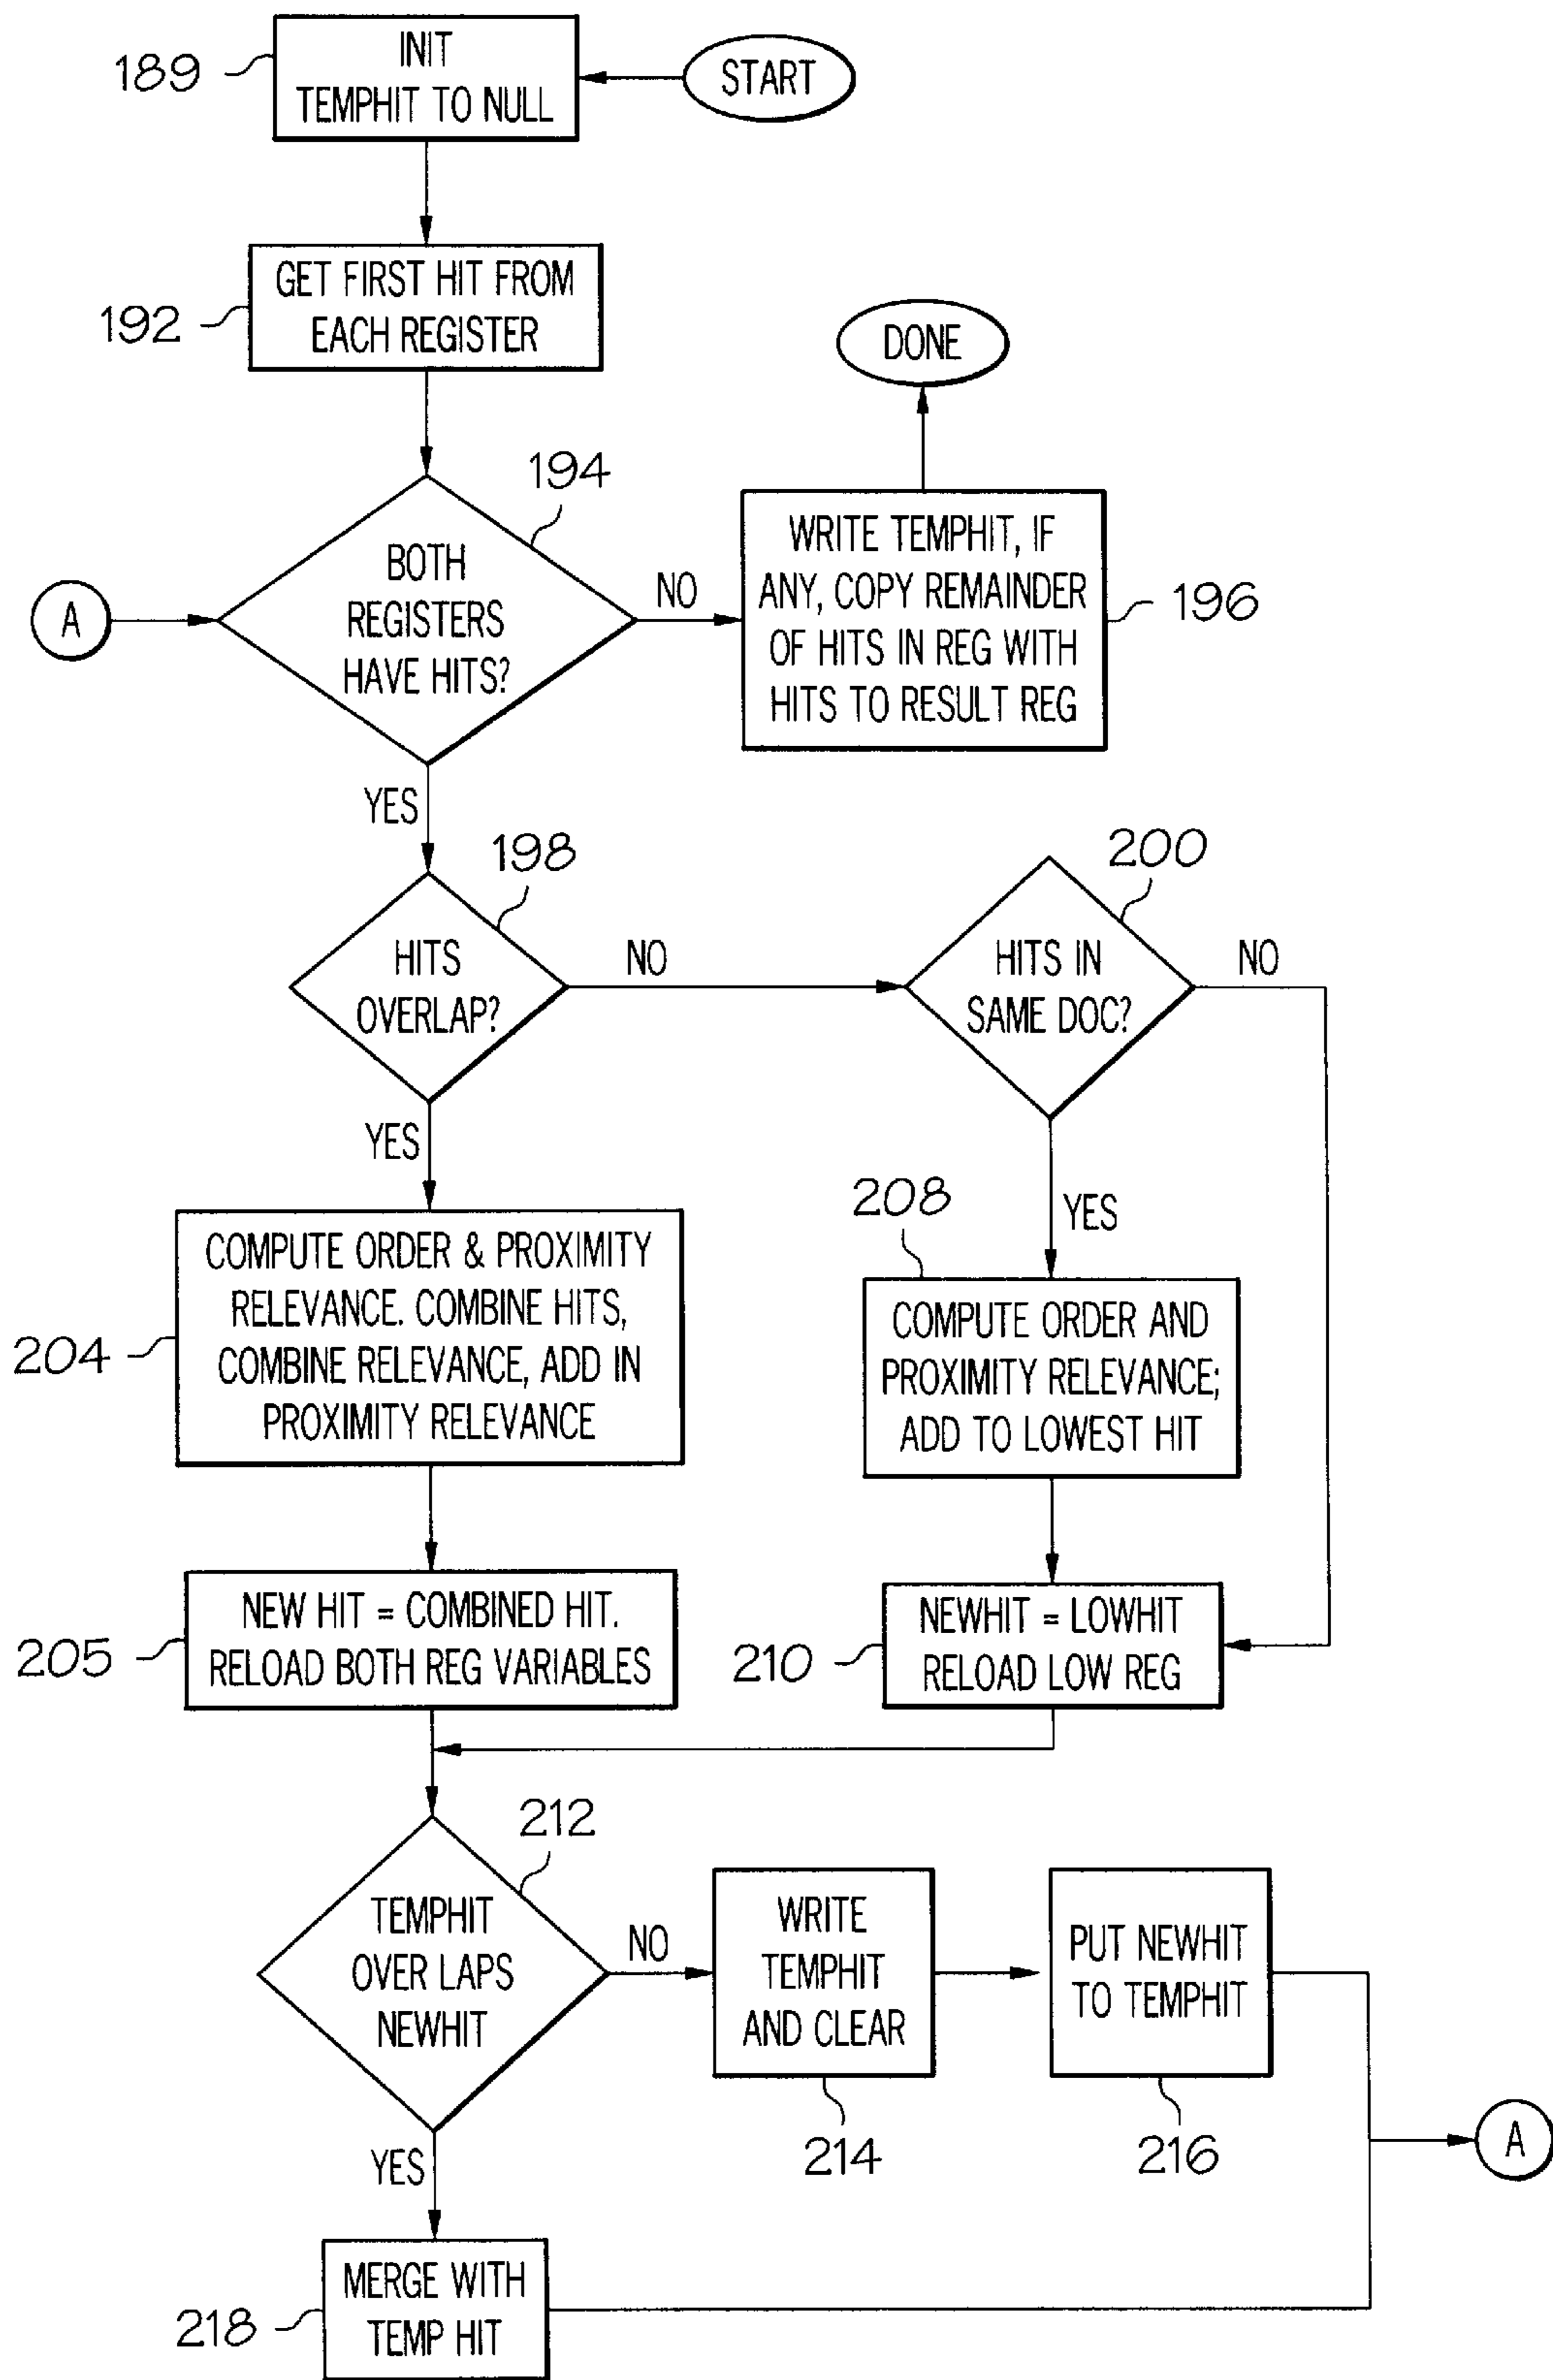 189
INIT
TEMPHIT TO NULL
START
192
GET FIRST HIT FROM
EACH REGISTER
DONE
194
A
BOTH
REGISTERS
HAVE HITS?
NO
WRITE TEMPHIT, IF
ANY, COPY REMAINDER
OF HITS IN REG WITH
HITS TO RESULT REG
196
YES
198
HITS
OVERLAP?
NO
200
HITS IN
SAME DOC?
NO
YES
YES
204
COMPUTE ORDER & PROXIMITY
RELEVANCE. COMBINE HITS,
COMBINE RELEVANCE, ADD IN
PROXIMITY RELEVANCE
208
COMPUTE ORDER AND
PROXIMITY RELEVANCE;
ADD TO LOWEST HIT
205
NEW HIT = COMBINED HIT.
RELOAD BOTH REG VARIABLES
210
NEWHIT = LOWHIT
RELOAD LOW REG
212
TEMPHIT
OVER LAPS
NEWHIT
NO
WRITE
TEMPHIT
AND CLEAR
214
PUT NEWHIT
TO TEMPHIT
216
A
YES
218
MERGE WITH
TEMP HIT